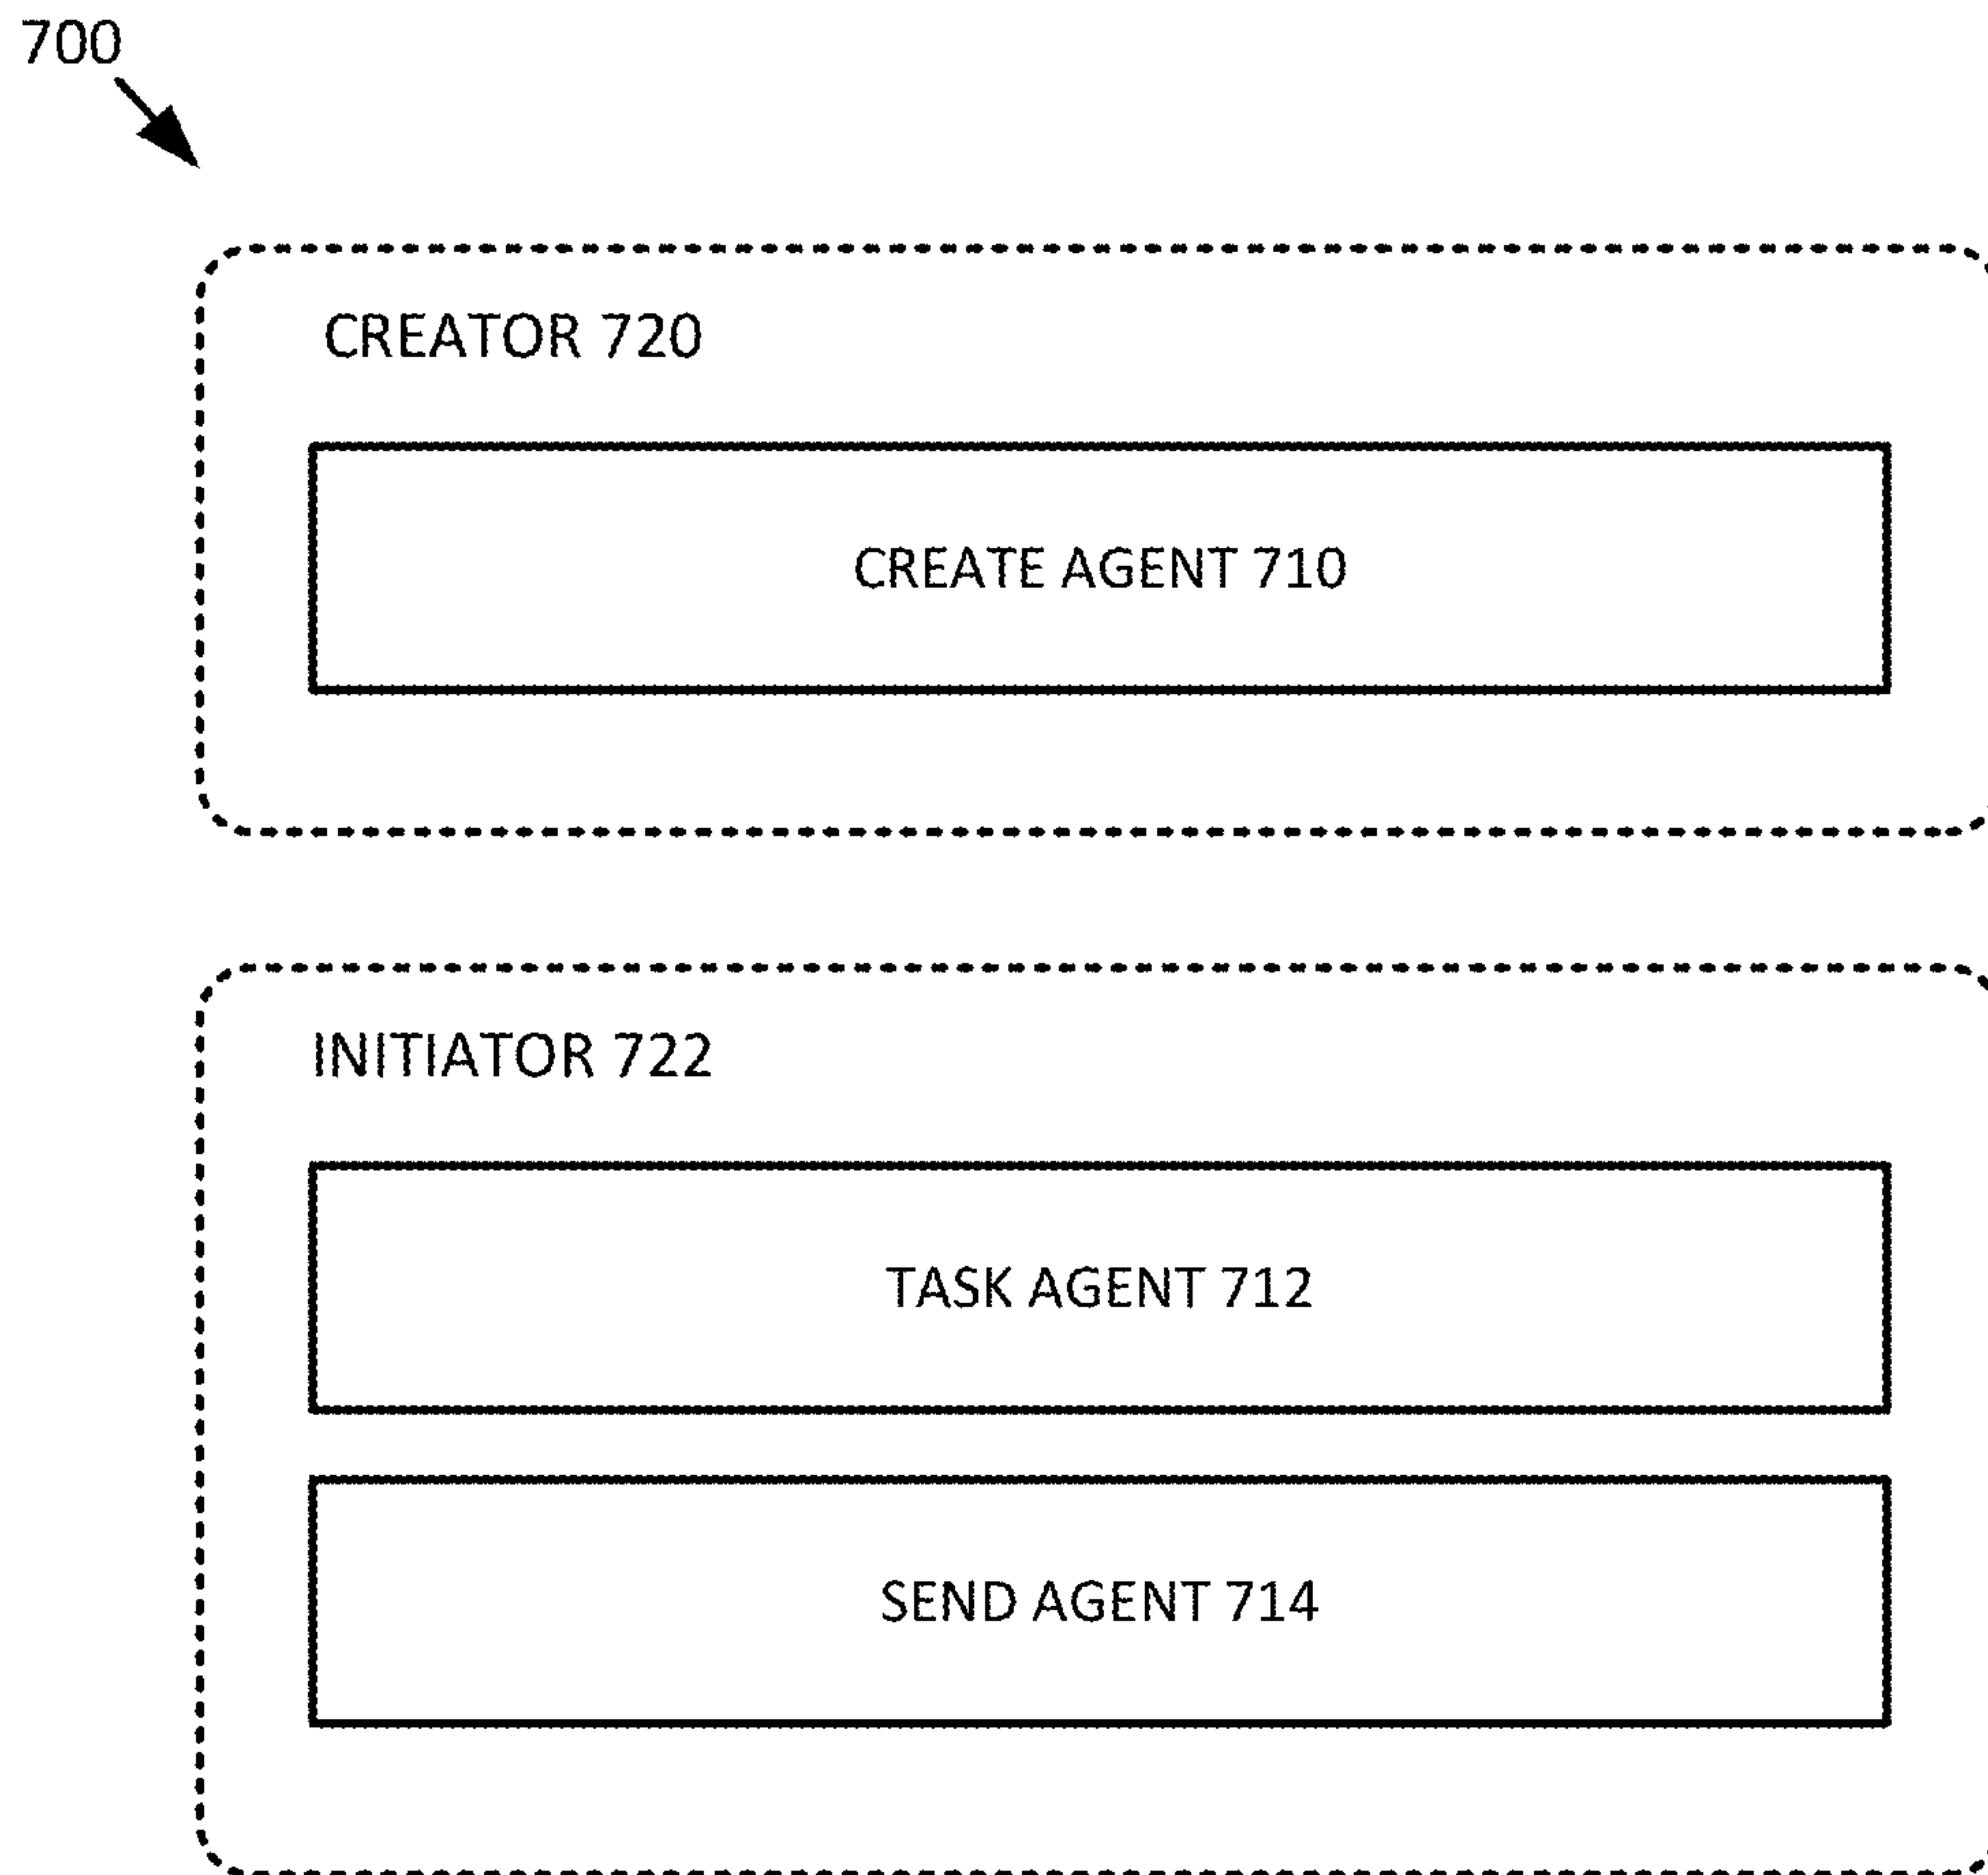 700
CREATOR 720
CREATE AGENT 710
INITIATOR 722
TASK AGENT 712
SEND AGENT 714